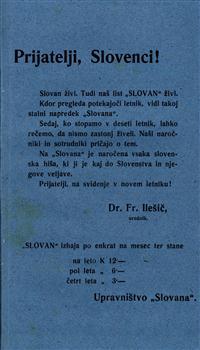 Prijatelji, Slovenci!
Slovan živi. Tudi naš list „SLOVAN“ živi.
Kdor pregleda potekajoči letnik, vidi takoj
stalni napredek „Slovana“.
Sedaj, ko stopamo v deseti letnik, lahko
rečemo, da nismo zastonj živeli. Naši naroč-
niki in sotrudniki pričajo o tem.
Na „Slovana“ je naročena vsaka sloven-
ska hiša, ki ji je kaj do Slovenstva in nje-
gove veljave.
Prijatelji, na svidenje v novem letniku!
Dr. Fr. Ilešič,
urednik.
„SLOVAN“ izhaja po enkrat na mesec ter stane
na leto K 12—
pol leta „ 6·—
četrt leta „ 3·—
Upravništvo „Slovana“.